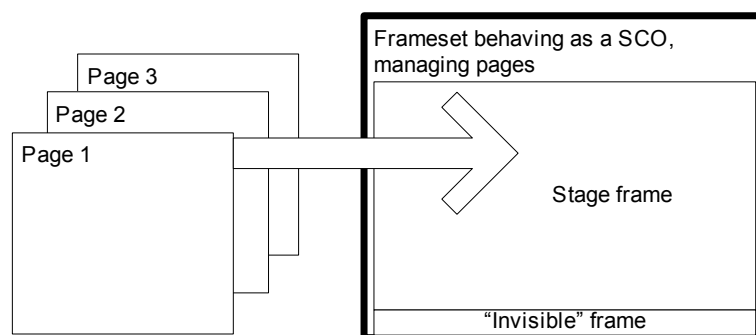 Frameset behaving as a SCO,
managing pages
Page 3
Page 2
Page 1
Stage frame
“Invisible” frame